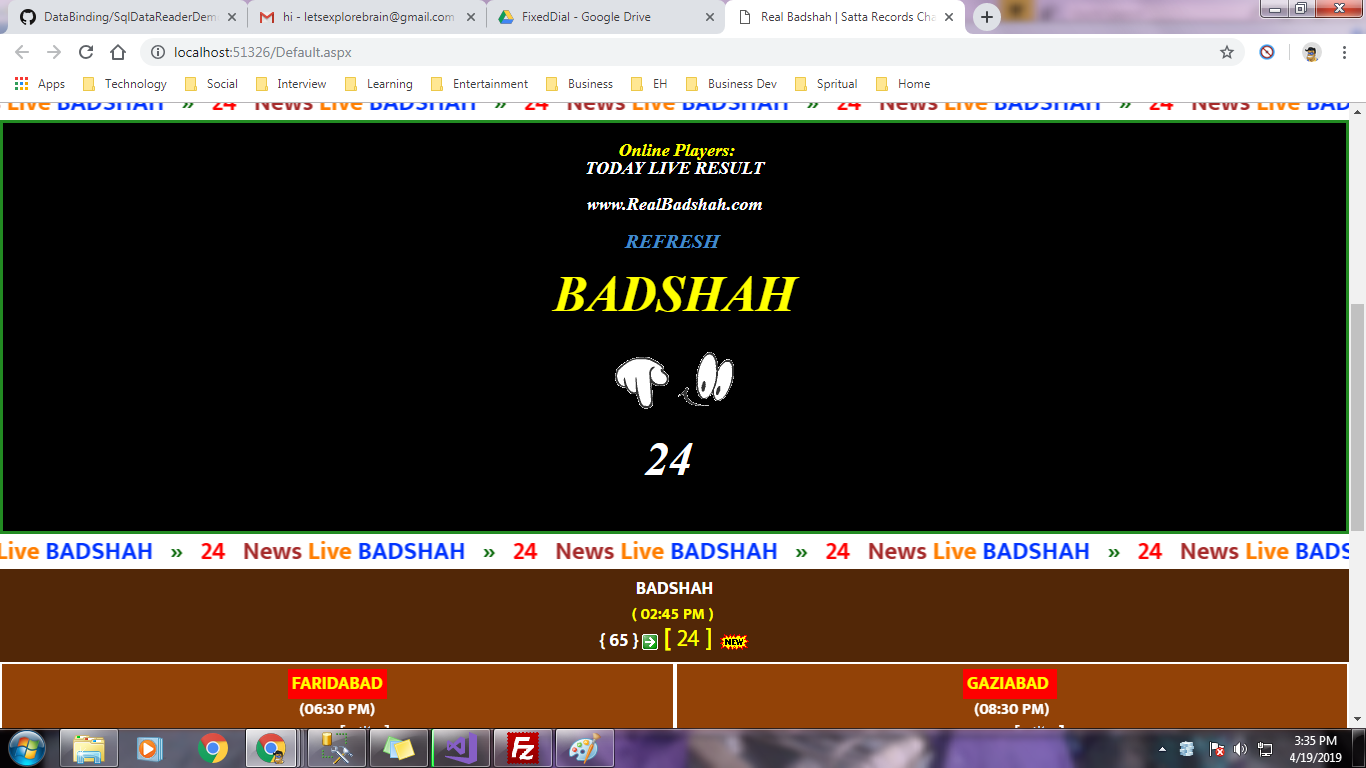 DataBinding/SqlDataReaderDem
hi - letsexplorebrain@gmail.com
FixedDial - Google Drive
Real Badshah | Satta Records Cha
localhost:51326/Default.aspx
Apps Technology Social Interview Learning Entertainment Business EH Business Dev Spritual Home
Live BADSHAH » 24 News Live BADSHAH » 24 News Live BADSHAH » 24 News Live BADSHAH » 24 News Live BAD
Online Players:
TODAY LIVE RESULT
www.RealBadshah.com
REFRESH
BADSHAH
24
Live BADSHAH » 24 News Live BADSHAH » 24 News Live BADSHAH » 24 News Live BADSHAH » 24 News Live BADS
BADSHAH
( 02:45 PM )
{ 65 } [ 24 ] NEW
FARIDABAD
(06:30 PM)
GAZIABAD
(08:30 PM)
3:35 PM
4/19/2019